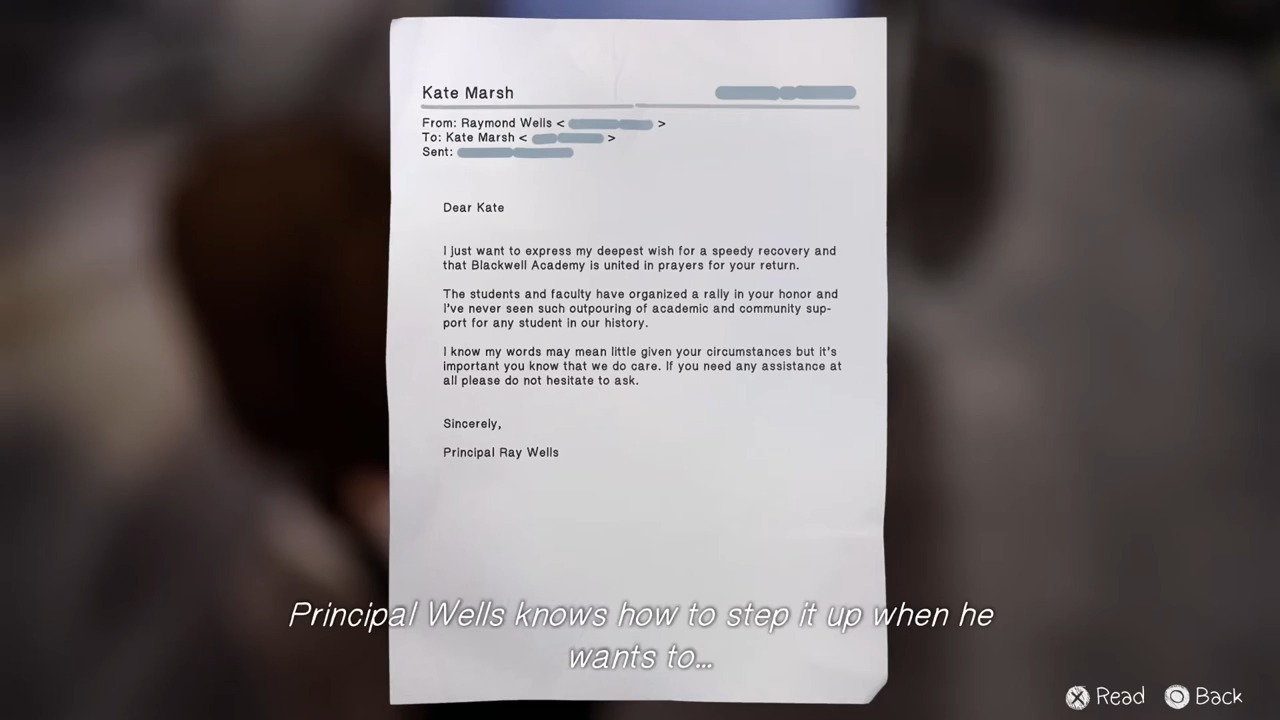 Kate Marsh
From: Raymond Wells < >
To: Kate Marsh < >
Sent:
Dear Kate
I just want to express my deepest wish for a speedy recovery and
that Blackwell Academy is united in prayers for your return.
The students and faculty have organized a rally in your honor and
I've never seen such outpouring of academic and community sup-
port for any student in our history.
I know my words may mean little given your circumstances but it's
important you know that we do care. If you need any assistance at
all please do not hesitate to ask.
Sincerely,
Principal Ray Wells
Principal Wells knows how to step it up when he
wants to...
Read Back